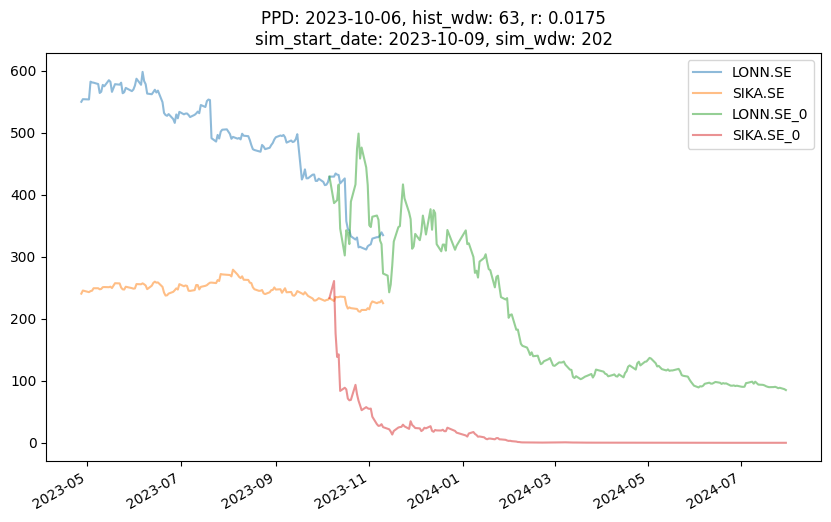 PPD: 2023-10-06, hist_wdw: 63, r: 0.0175
sim_start_date: 2023-10-09, sim_wdw: 202
LONN.SE
SIKA.SE
LONN.SE_0
SIKA.SE_0
600
500
400
300
200
100
0
2023-05
2023-07
2023-09
2023-11
2024-01
2024-03
2024-05
2024-07